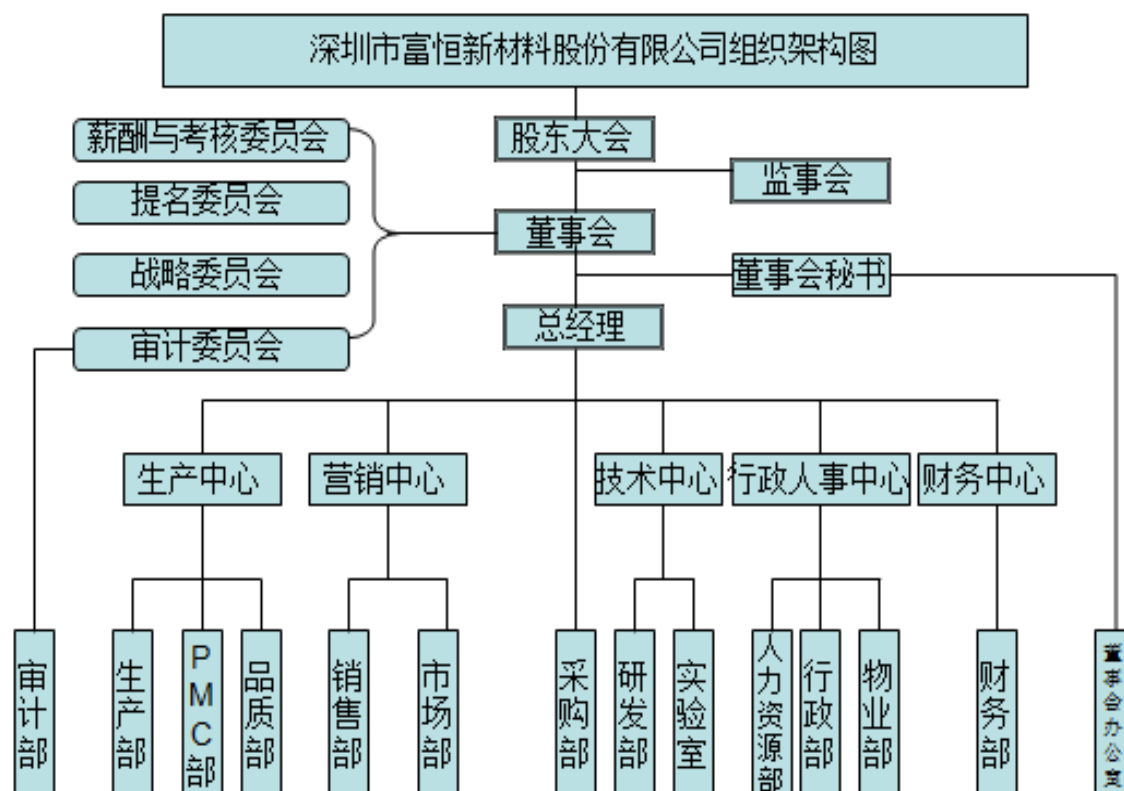 深圳市富恒新材料股份有限公司组织架构图
股东大会
薪酬与考核委员会
监事会
提名委员会
董事会
战略委员会
董事会秘书
总经理
审计委员会
生产中心
营销中心
技术中心
行政人事中心
财务中心
审计部
生产部
PMC部
品质部
销售部
市场部
采购部
研发部
实验室
人力资源部
行政部
物业部
财务部
董事会办公室